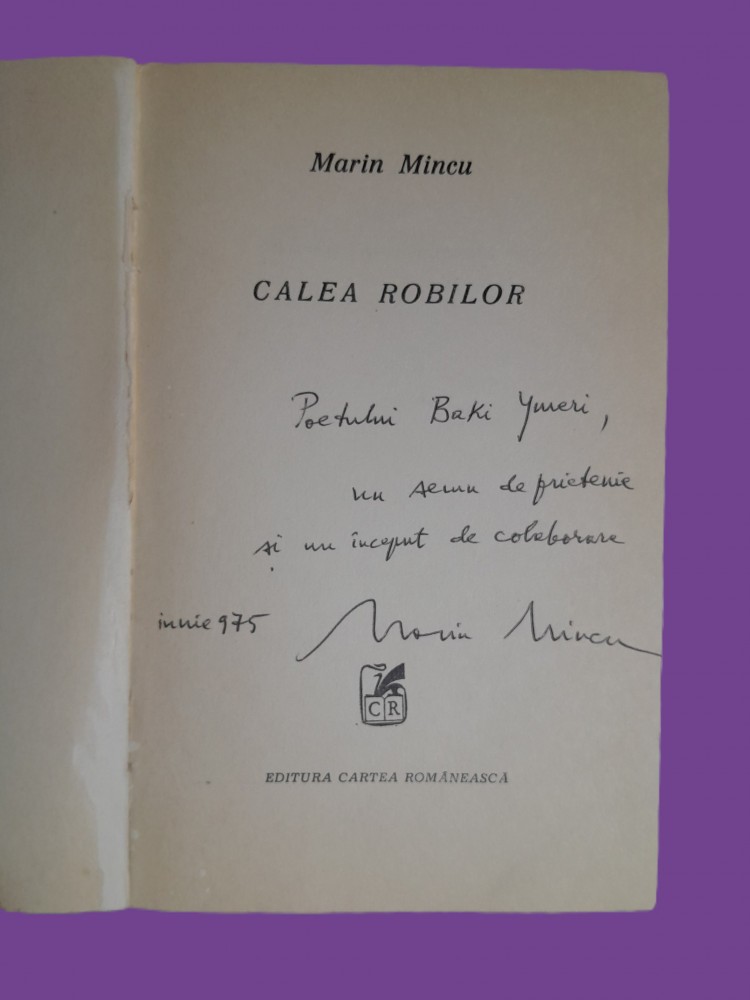 Marin Mincu
CALEA ROBILOR
Poetului Baki Ymeri,
un semn de prietenie
și un început de colaborare
iunie 975 Marin Mincu
CR
EDITURA CARTEA ROMÂNEASCĂ